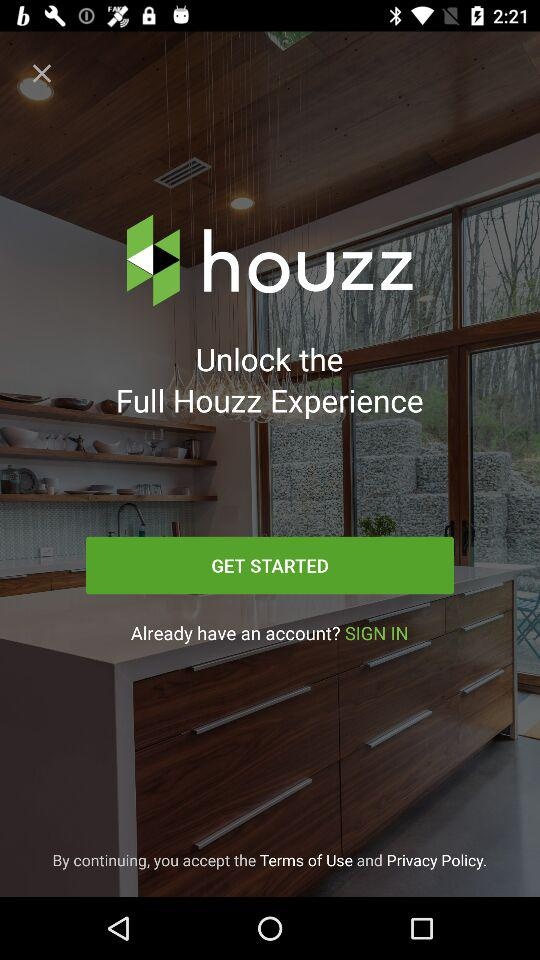 2:21
houzz
Unlock the
Full Houzz Experience
GET STARTED
Already have an account? SIGN IN
By continuing, you accept the Terms of Use and Privacy Policy.